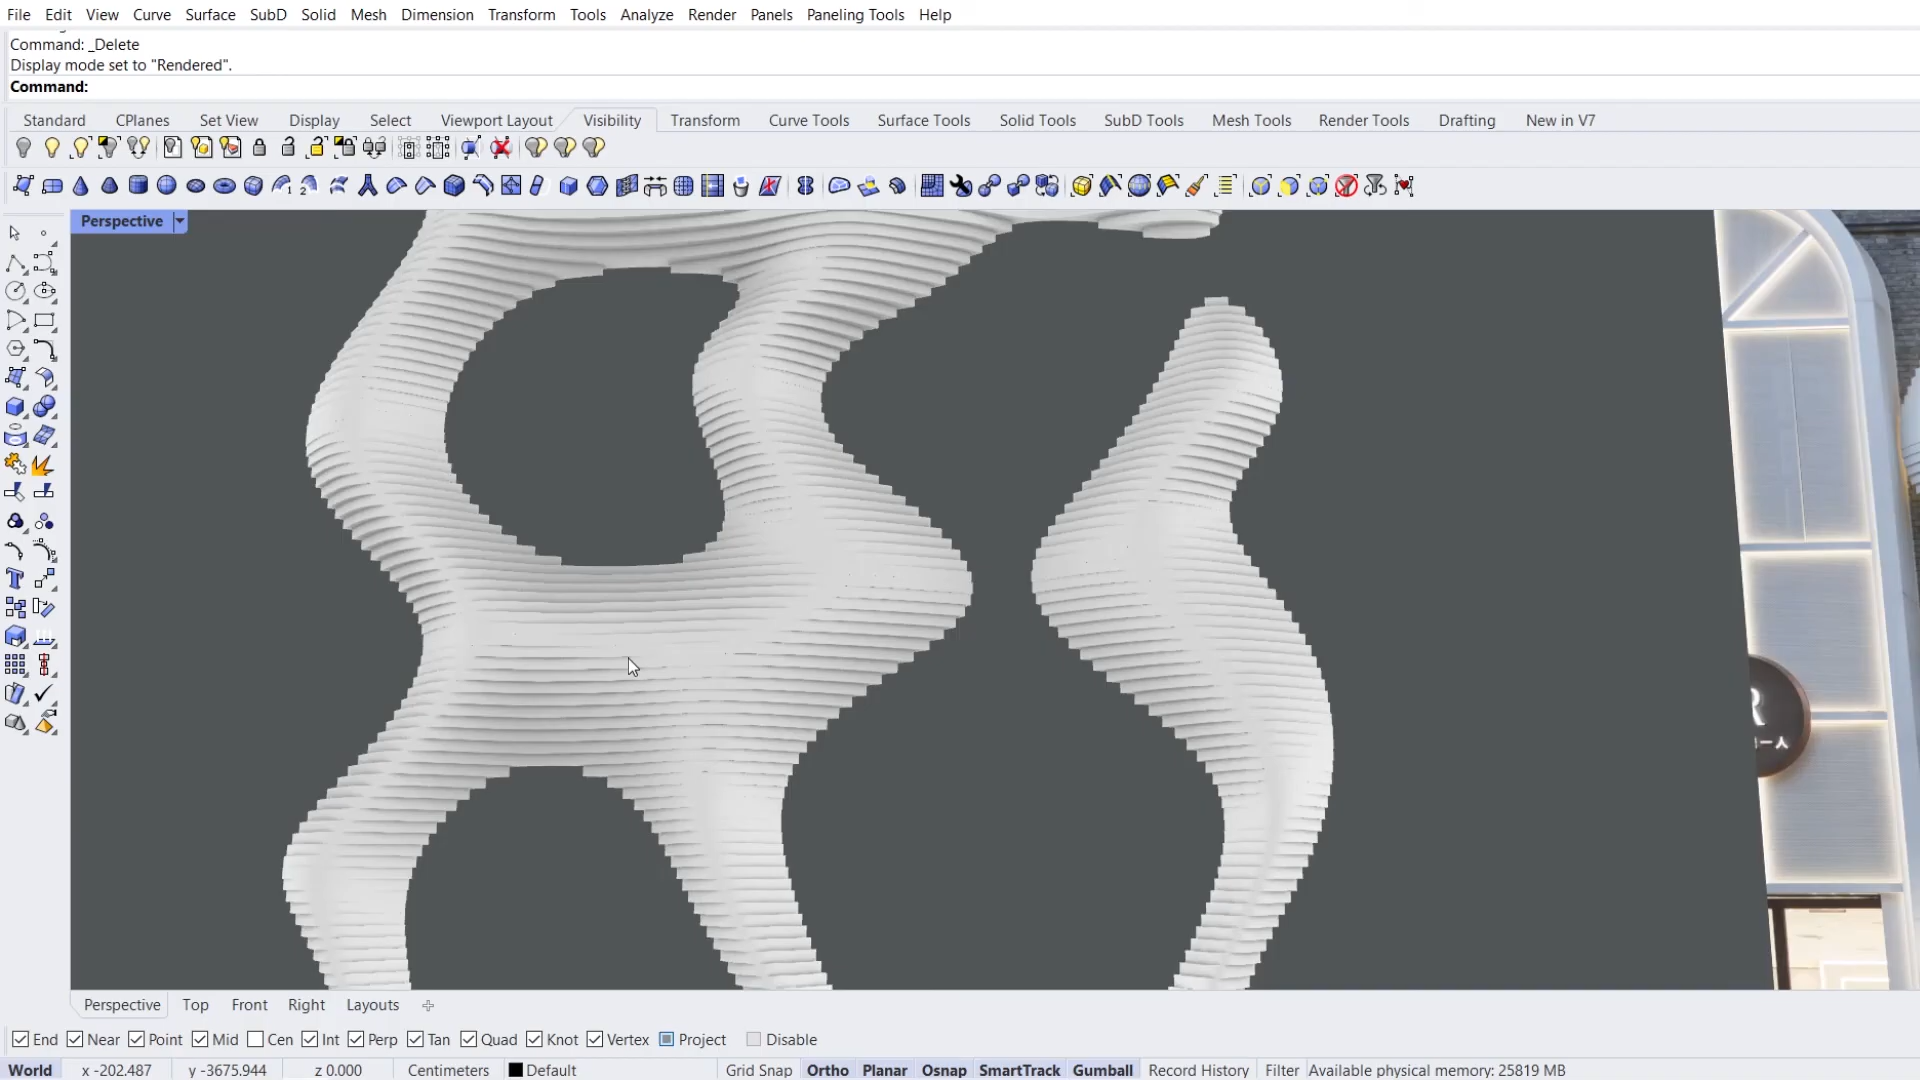 File Edit View Curve Surface SubD Solid Mesh Dimension Transform Tools Analyze Render Panels Paneling Tools Help
Command: _Delete
Display mode set to "Rendered".
Command:
Standard CPlanes Set View Display Select Viewport Layout Visibility Transform Curve Tools Surface Tools Solid Tools SubD Tools Mesh Tools Render Tools Drafting New in V7
Perspective
R
一人
Perspective Top Front Right Layouts
End Near Point Mid Cen Int Perp Tan Quad Knot Vertex Project Disable
World x -202.487 y -3675.944 z 0.000 Centimeters Default Grid Snap Ortho Planar Osnap SmartTrack Gumball Record History Filter Available physical memory: 25819 MB